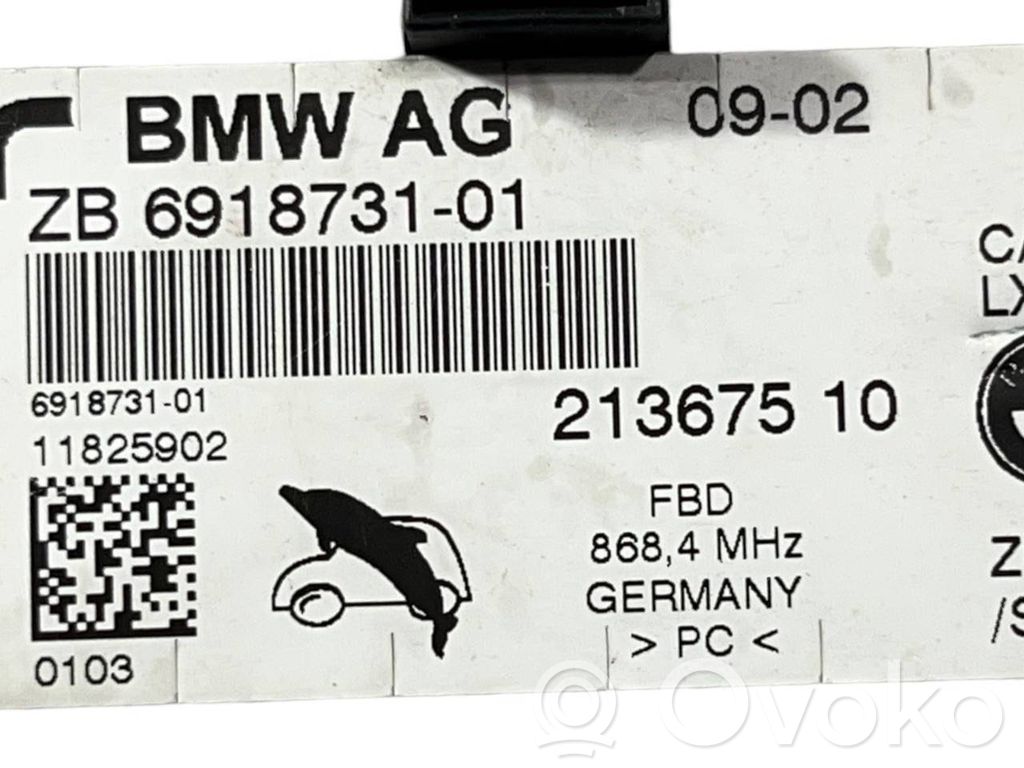 BMW AG
09-02
ZB 6918731-01
6918731-01
11825902
213675 10
FBD
868,4 MHz
GERMANY
> PC <
0103
Ovoko